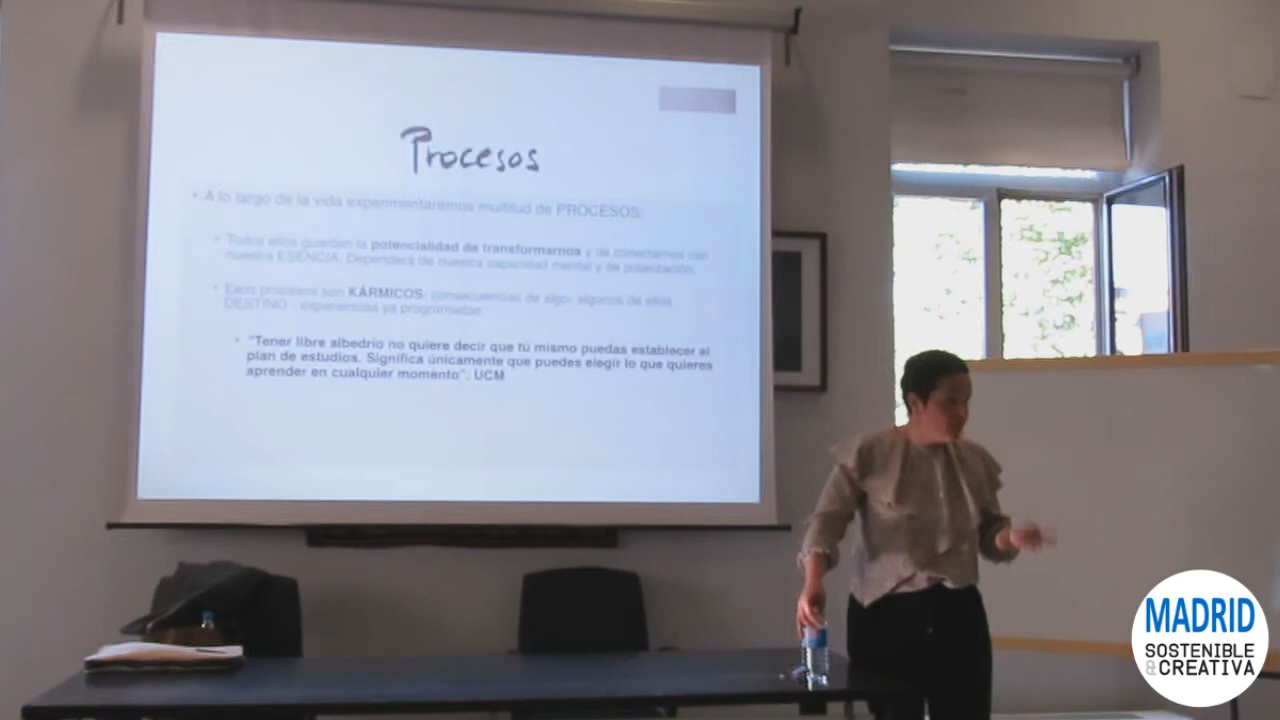 Procesos
• A lo largo de la vida experimentaremos multitud de PROCESOS:
• Todos ellos guardan la potencialidad de transformarnos y de conectarnos con
nuestra ESENCIA. Dependerá de nuestra capacidad mental y de polarización.
• Esos procesos son KÁRMICOS- consecuencias de algo- algunos de ellos
DESTINO - experiencias ya programadas.
• "Tener libre albedrío no quiere decir que tú mismo puedas establecer el
plan de estudios. Significa únicamente que puedes elegir lo que quieres
aprender en cualquier momento". UCM
MADRID
SOSTENIBLE
&CREATIVA